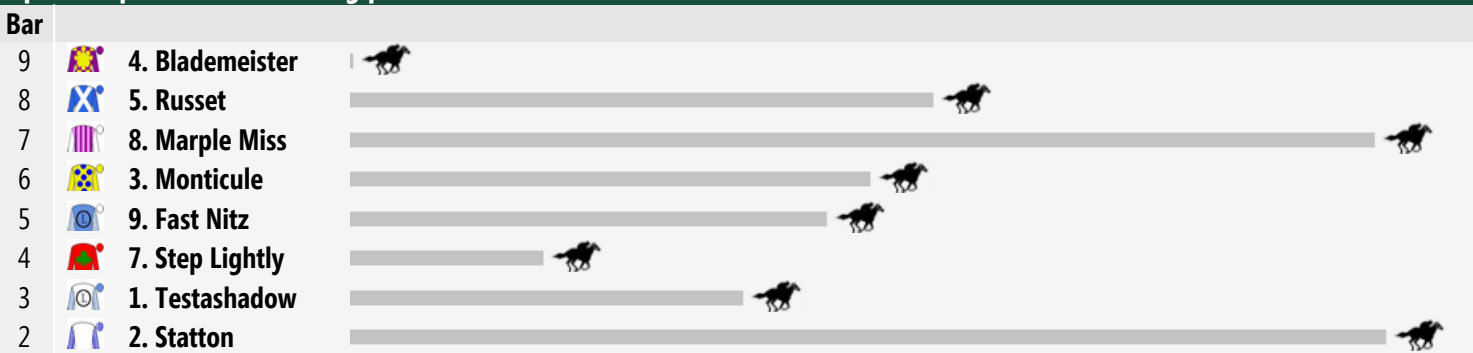 Bar
9 4. Blademeister
8 5. Russet
7 8. Marple Miss
6 3. Monticule
5 9. Fast Nitz
4 7. Step Lightly
3 1. Testashadow
2 2. Statton